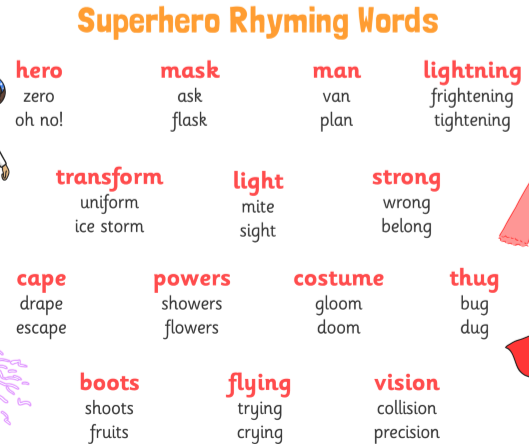 Superhero Rhyming Words
hero mask man lightning
zero ask van frightening
oh no! flask plan tightening
transform light strong
uniform mite wrong
ice storm sight belong
cape powers costume thug
drape showers gloom bug
escape flowers doom dug
boots flying vision
shoots trying collision
fruits crying precision